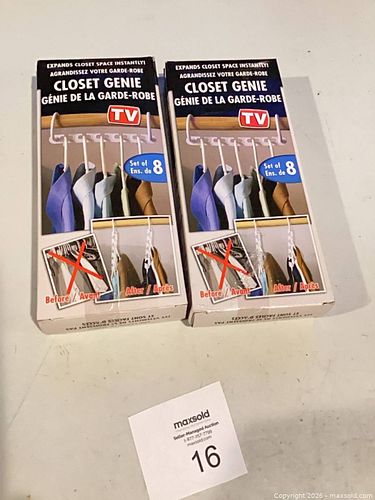 EXPANDS CLOSET SPACE INSTANTLY!
AGRANDISSEZ VOTRE GARDE-ROBE
CLOSET GENIE
GÉNIE DE LA GARDE-ROBE
TV
Set of
Ens. de 8
Before / Avant
After / Après
EXPANDS CLOSET SPACE INSTANTLY!
AGRANDISSEZ VOTRE GARDE-ROBE
CLOSET GENIE
GÉNIE DE LA GARDE-ROBE
TV
Set of
Ens. de 8
Before / Avant
After / Après
maxsold
Seller-Managed Auction
maxsold.com
16
Copyright 2026 - maxsold.com